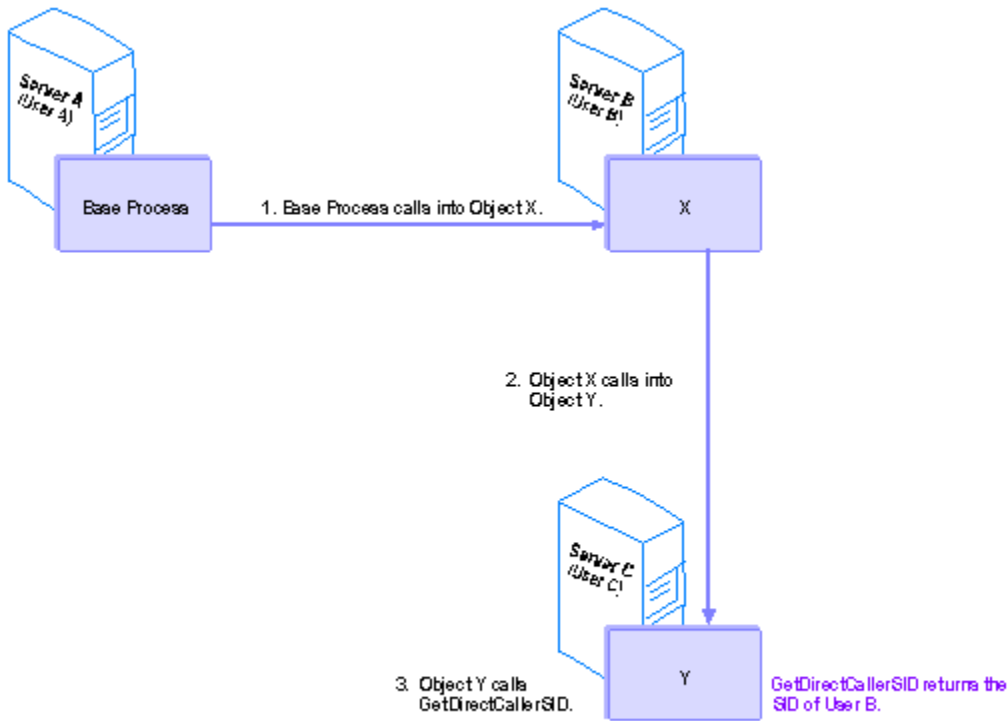 Server A
(User A)
Server B
(User B)
Base Process
1. Base Process calls into Object X.
X
2. Object X calls into
Object Y.
Server C
(User C)
3. Object Y calls
GetDirectCallerSID.
Y
GetDirectCallerSID returns the
SID of User B.